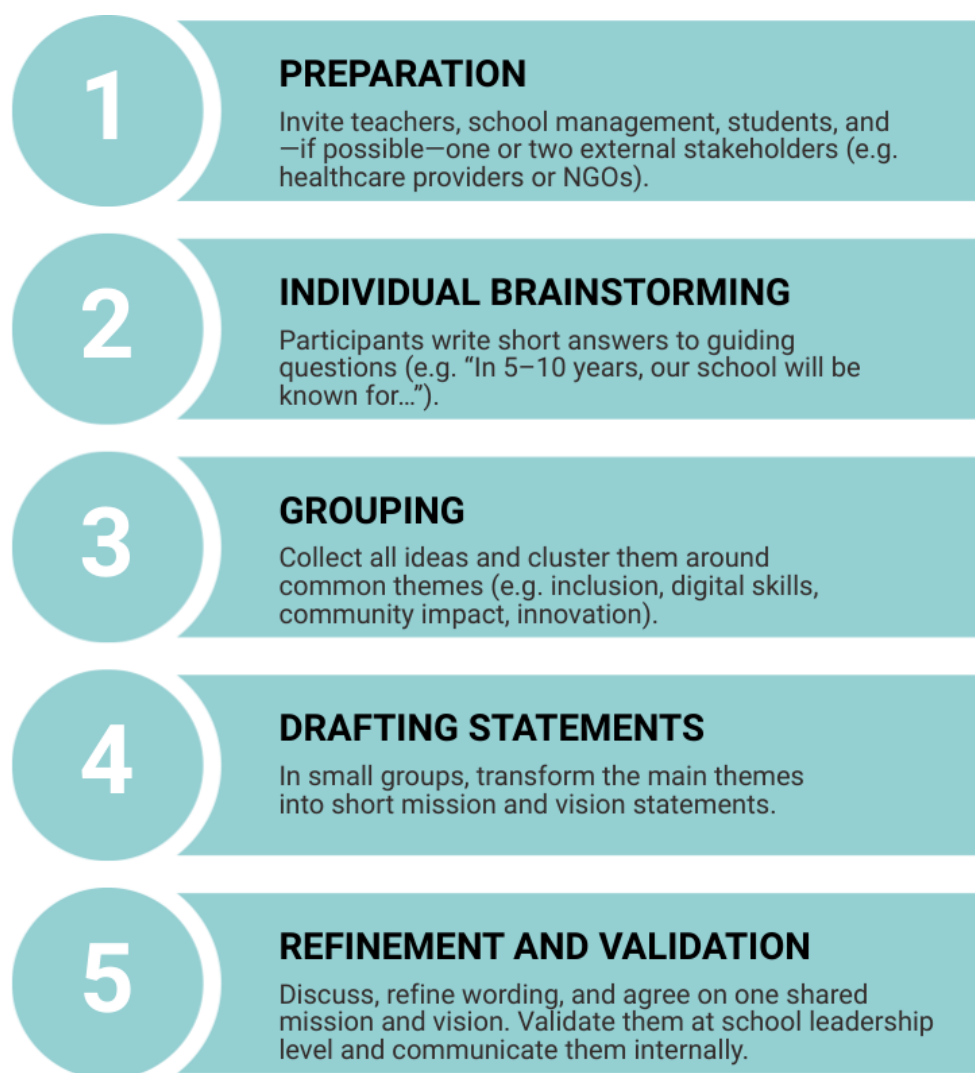 1
PREPARATION
Invite teachers, school management, students, and
—if possible—one or two external stakeholders (e.g.
healthcare providers or NGOs).
2
INDIVIDUAL BRAINSTORMING
Participants write short answers to guiding
questions (e.g. “In 5–10 years, our school will be
known for…”).
3
GROUPING
Collect all ideas and cluster them around
common themes (e.g. inclusion, digital skills,
community impact, innovation).
4
DRAFTING STATEMENTS
In small groups, transform the main themes
into short mission and vision statements.
5
REFINEMENT AND VALIDATION
Discuss, refine wording, and agree on one shared
mission and vision. Validate them at school leadership
level and communicate them internally.